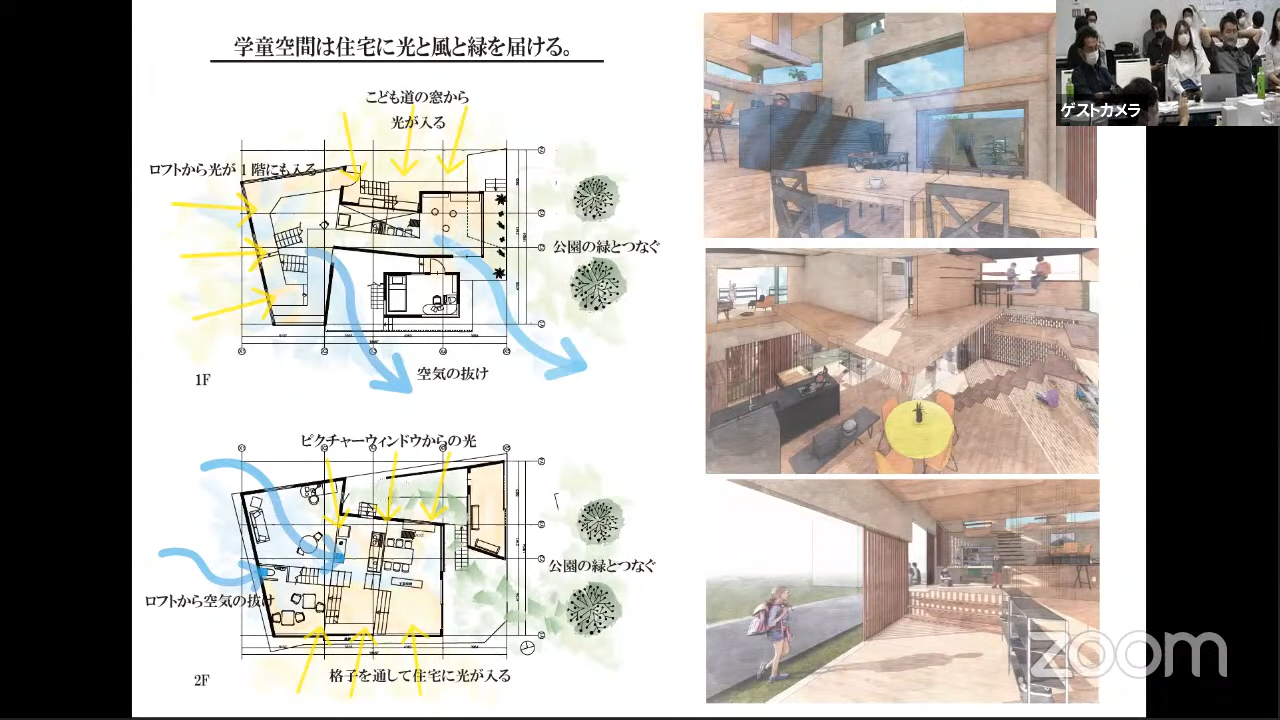 学童空間は住宅に光と風と緑を届ける。
こども道の窓から
光が入る
ロフトから光が1階にも入る
公園の緑とつなぐ
空気の抜け
1F
ピクチャーウィンドウからの光
公園の緑とつなぐ
ロフトから空気の抜け
格子を通して住宅に光が入る
2F
ゲストカメラ
zoom